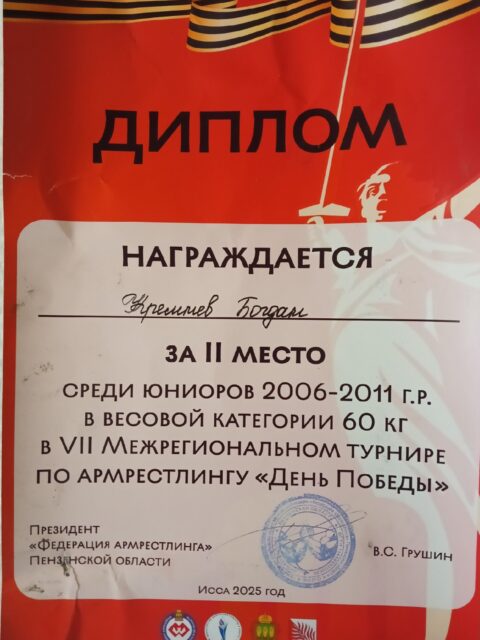 ДИПЛОМ
НАГРАЖДАЕТСЯ
Кремнев Богдан
ЗА II МЕСТО
СРЕДИ ЮНИОРОВ 2006-2011 Г.Р.
В ВЕСОВОЙ КАТЕГОРИИ 60 КГ
В VII МЕЖРЕГИОНАЛЬНОМ ТУРНИРЕ
ПО АРМРЕСТЛИНГУ «ДЕНЬ ПОБЕДЫ»
ПРЕЗИДЕНТ
«ФЕДЕРАЦИЯ АРМРЕСТЛИНГА»
ПЕНЗЕНСКОЙ ОБЛАСТИ
В.С. ГРУШИН
ИССА 2025 ГОД